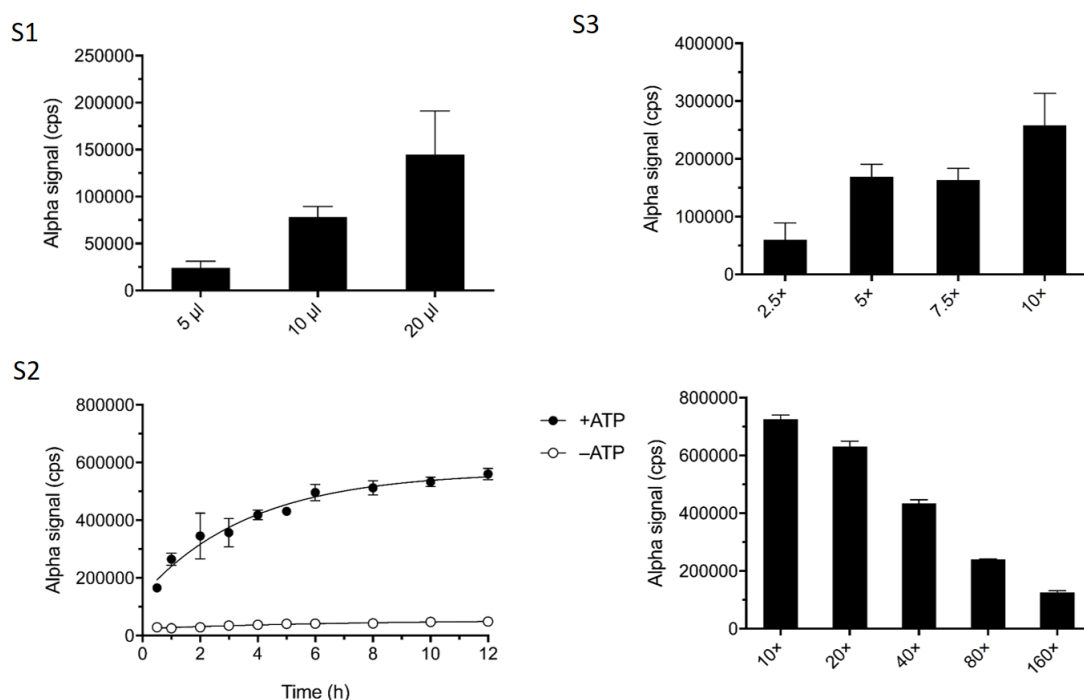 S1
Alpha signal (cps)
250000
200000
150000
100000
50000
0
5 µl
10 µl
20 µl
S3
Alpha signal (cps)
400000
300000
200000
100000
0
2.5×
5×
7.5×
10×
S2
Alpha signal (cps)
800000
600000
400000
200000
0
0
2
4
6
8
10
12
Time (h)
+ATP
–ATP
Alpha signal (cps)
800000
600000
400000
200000
0
10×
20×
40×
80×
160×